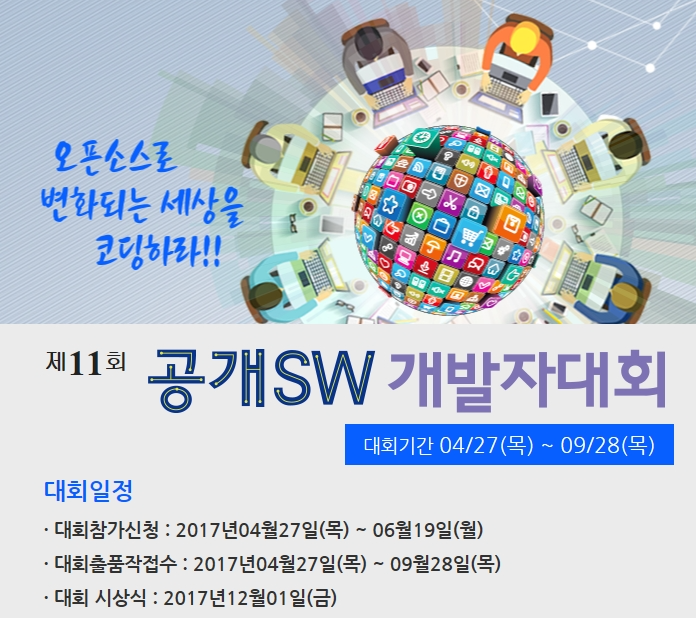 오픈소스로
변화되는 세상을
코딩하라!!
제11회 공개SW 개발자대회
대회기간 04/27(목) ~ 09/28(목)
대회일정
· 대회참가신청 : 2017년04월27일(목) ~ 06월19일(월)
· 대회출품작접수 : 2017년04월27일(목) ~ 09월28일(목)
· 대회 시상식 : 2017년12월01일(금)